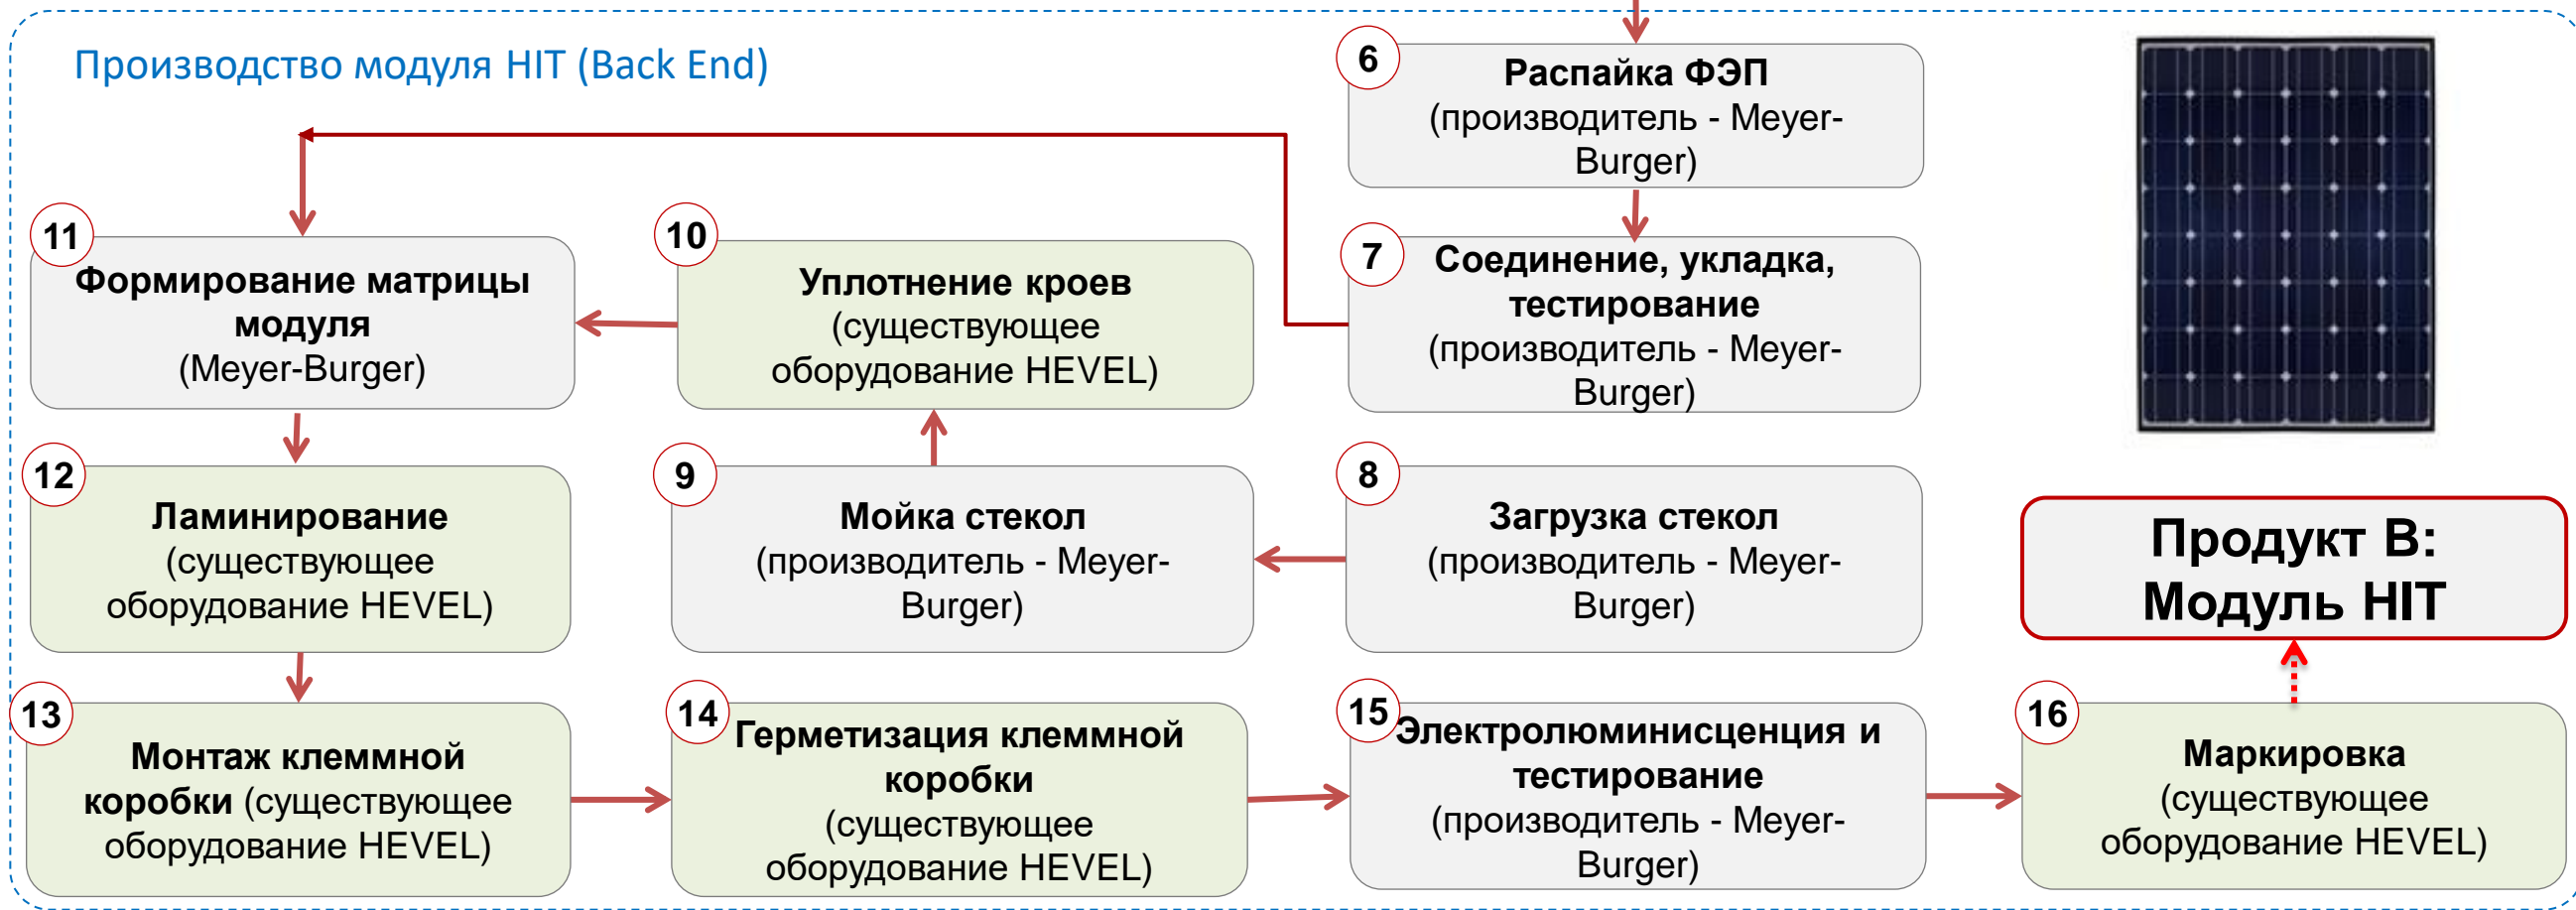 Производство модуля HIT (Back End)
6
Распайка ФЭП
(производитель - Meyer-
Burger)
7
Соединение, укладка,
тестирование
(производитель - Meyer-
Burger)
8
Загрузка стекол
(производитель - Meyer-
Burger)
9
Мойка стекол
(производитель - Meyer-
Burger)
10
Уплотнение кроев
(существующее
оборудование HEVEL)
11
Формирование матрицы
модуля
(Meyer-Burger)
12
Ламинирование
(существующее
оборудование HEVEL)
13
Монтаж клеммной
коробки (существующее
оборудование HEVEL)
14
Герметизация клеммной
коробки
(существующее
оборудование HEVEL)
15
Электролюминисценция и
тестирование
(производитель - Meyer-
Burger)
16
Маркировка
(существующее
оборудование HEVEL)
Продукт В:
Модуль HIT